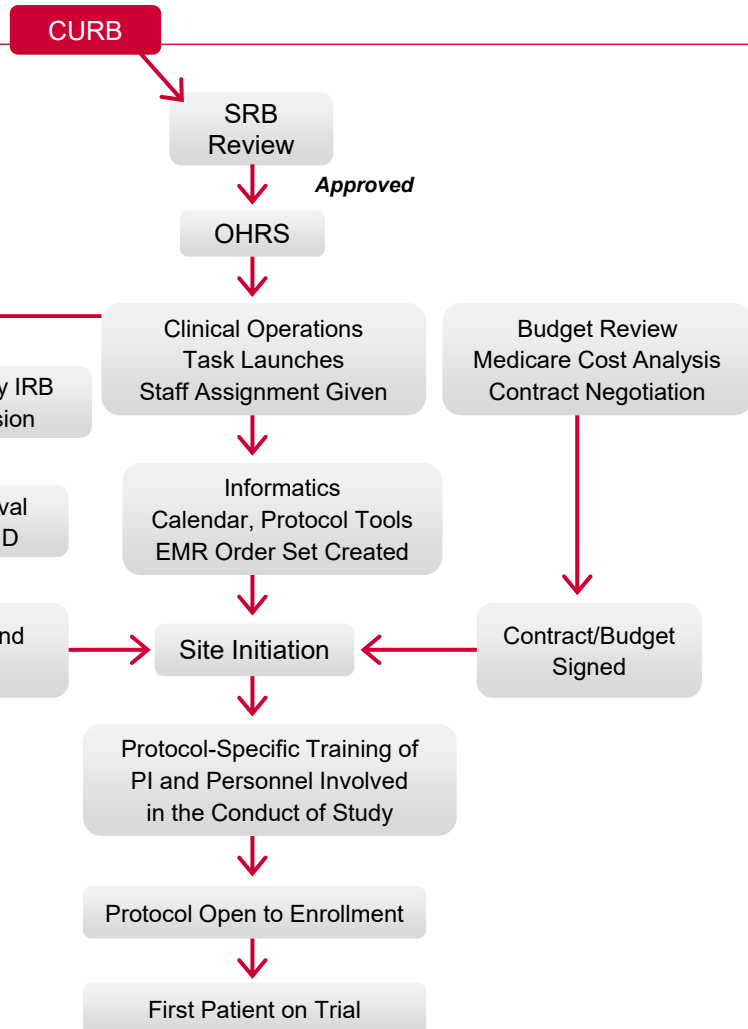 CURB
SRB
Review
Approved
OHRS
Clinical Operations
Task Launches
Staff Assignment Given
Budget Review
Medicare Cost Analysis
Contract Negotiation
IRB
Informatics
Calendar, Protocol Tools
EMR Order Set Created
Site Initiation
Contract/Budget
Signed
Protocol-Specific Training of
PI and Personnel Involved
in the Conduct of Study
Protocol Open to Enrollment
First Patient on Trial